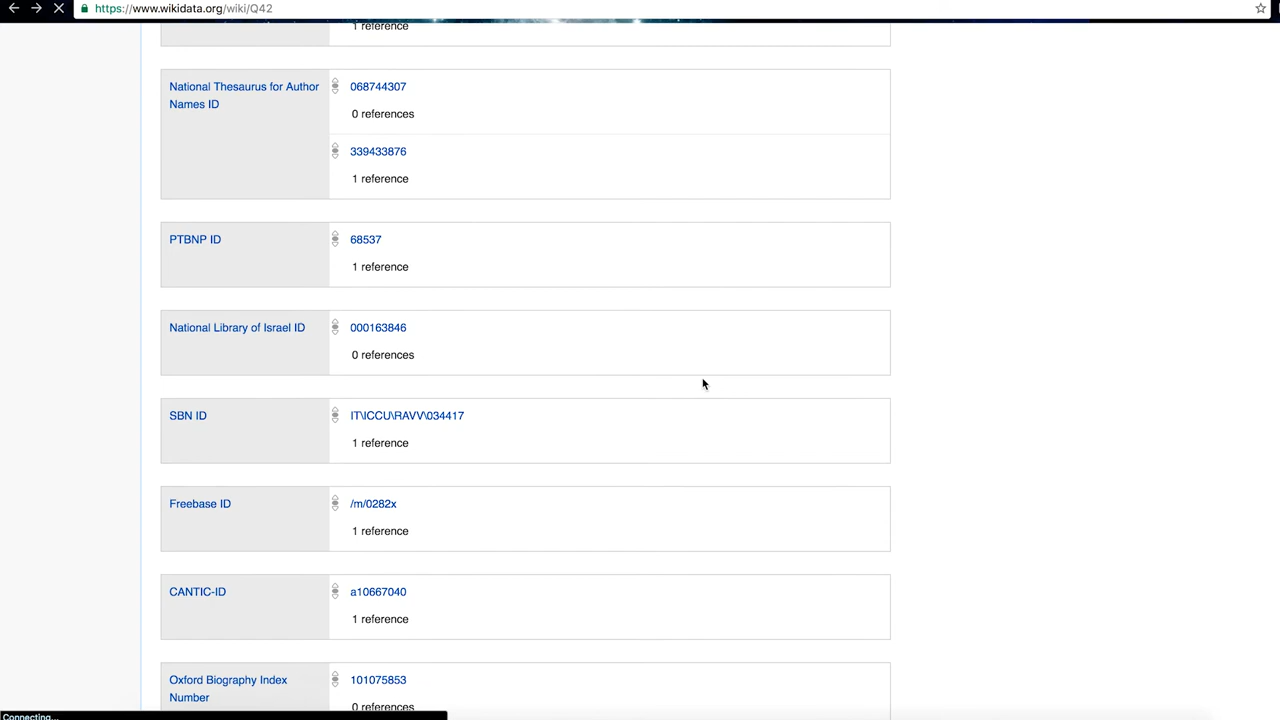 https://www.wikidata.org/wiki/Q42
1 reference
National Thesaurus for Author
Names ID
068744307
0 references
339433876
1 reference
PTBNP ID
68537
1 reference
National Library of Israel ID
000163846
0 references
SBN ID
IT\ICCU\RAVV\034417
1 reference
Freebase ID
/m/0282x
1 reference
CANTIC-ID
a10667040
1 reference
Oxford Biography Index
Number
101075853
0 references
Connecting...